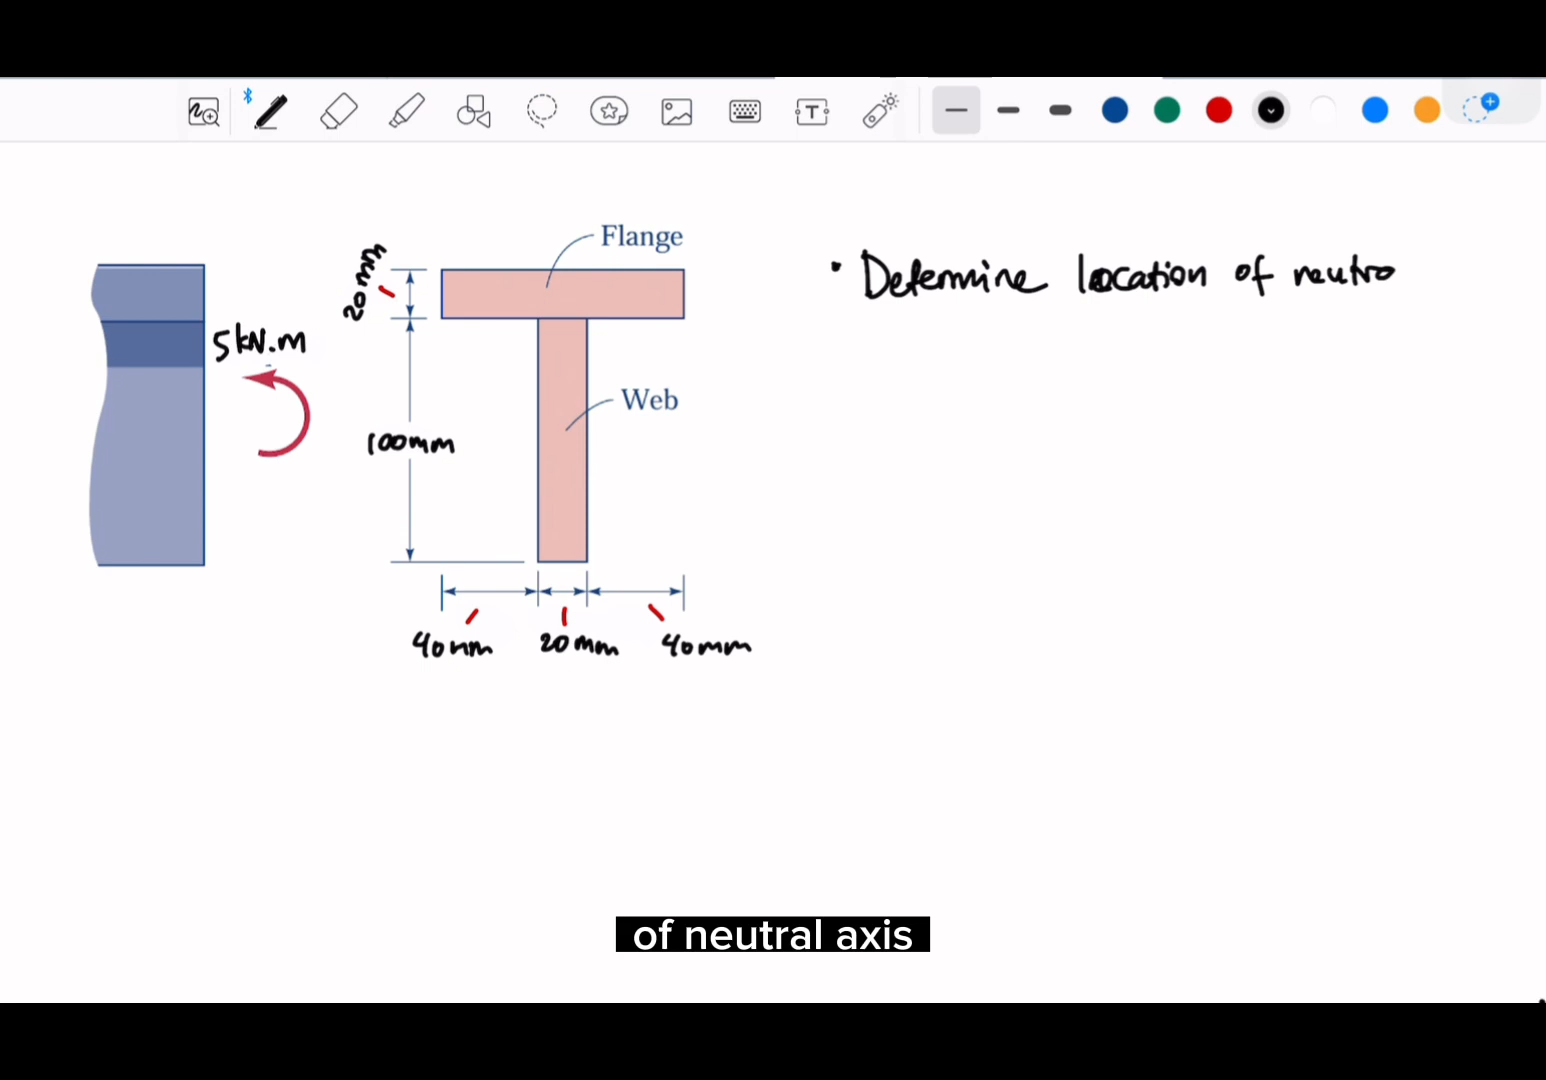 Flange
20mm
• Determine location of neutro
5kN.m
Web
100mm
40mm 20mm 40mm
of neutral axis